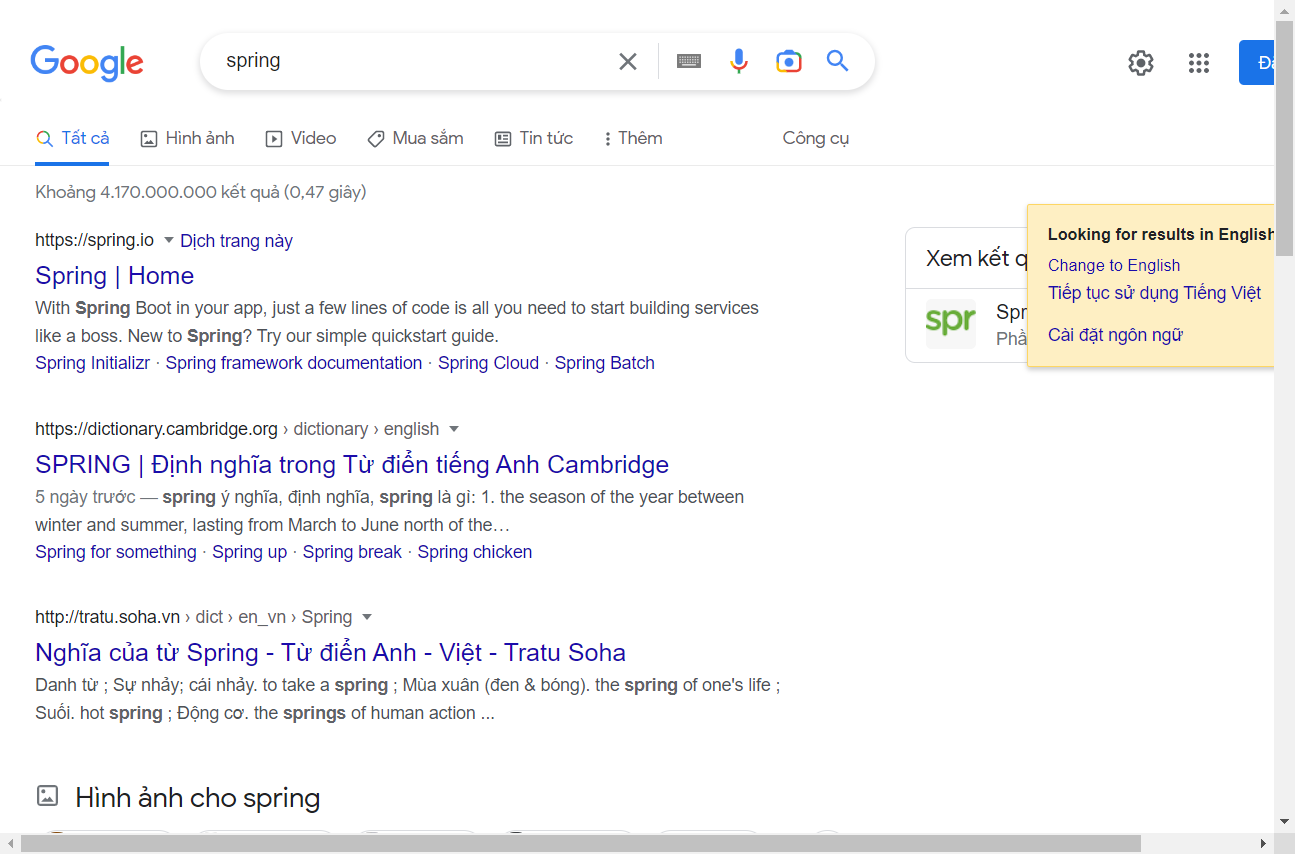 Google
spring
Đă
Tất cả
Hình ảnh
Video
Mua sắm
Tin tức
Thêm
Công cụ
Khoảng 4.170.000.000 kết quả (0,47 giây)
https://spring.io Dịch trang này
Spring | Home
With Spring Boot in your app, just a few lines of code is all you need to start building services
like a boss. New to Spring? Try our simple quickstart guide.
Spring Initializr · Spring framework documentation · Spring Cloud · Spring Batch
https://dictionary.cambridge.org › dictionary › english
SPRING | Định nghĩa trong Từ điển tiếng Anh Cambridge
5 ngày trước — spring ý nghĩa, định nghĩa, spring là gì: 1. the season of the year between
winter and summer, lasting from March to June north of the…
Spring for something · Spring up · Spring break · Spring chicken
http://tratu.soha.vn › dict › en_vn › Spring
Nghĩa của từ Spring - Từ điển Anh - Việt - Tratu Soha
Danh từ ; Sự nhảy; cái nhảy. to take a spring ; Mùa xuân (đen & bóng). the spring of one's life ;
Suối. hot spring ; Động cơ. the springs of human action ...
Hình ảnh cho spring
Xem kết q
spr
Spr
Phầ
Looking for results in English
Change to English
Tiếp tục sử dụng Tiếng Việt
Cài đặt ngôn ngữ